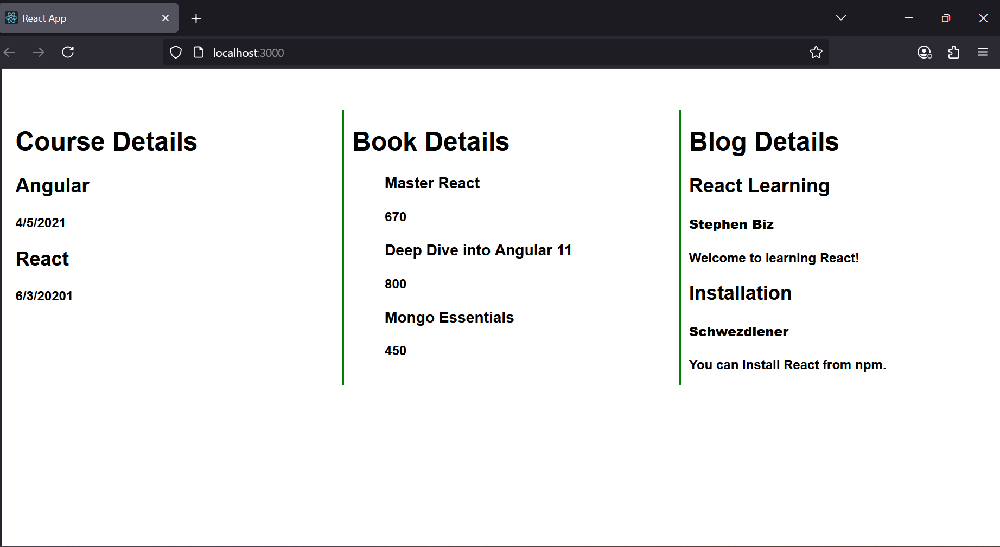 React App
localhost:3000
Course Details
Angular
4/5/2021
React
6/3/20201
Book Details
Master React
670
Deep Dive into Angular 11
800
Mongo Essentials
450
Blog Details
React Learning
Stephen Biz
Welcome to learning React!
Installation
Schwezdiener
You can install React from npm.